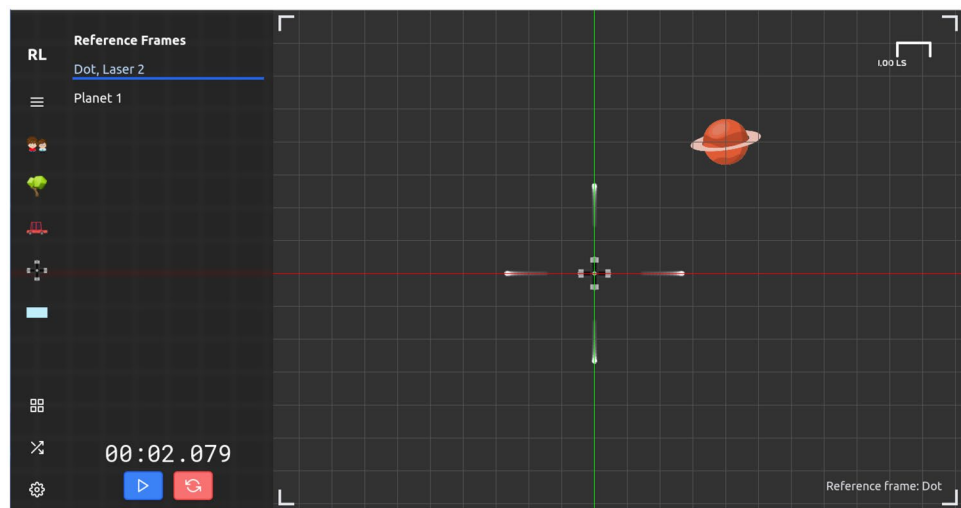 RL
Reference Frames
Dot, Laser 2
Planet 1
1.00 LS
00:02.079
Reference frame: Dot